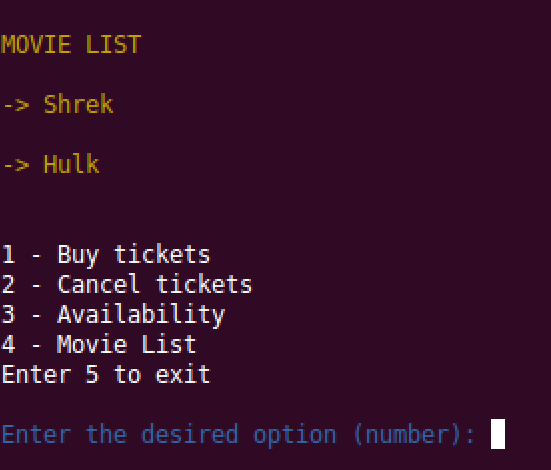 MOVIE LIST
-> Shrek
-> Hulk
1 - Buy tickets
2 - Cancel tickets
3 - Availability
4 - Movie List
Enter 5 to exit
Enter the desired option (number):